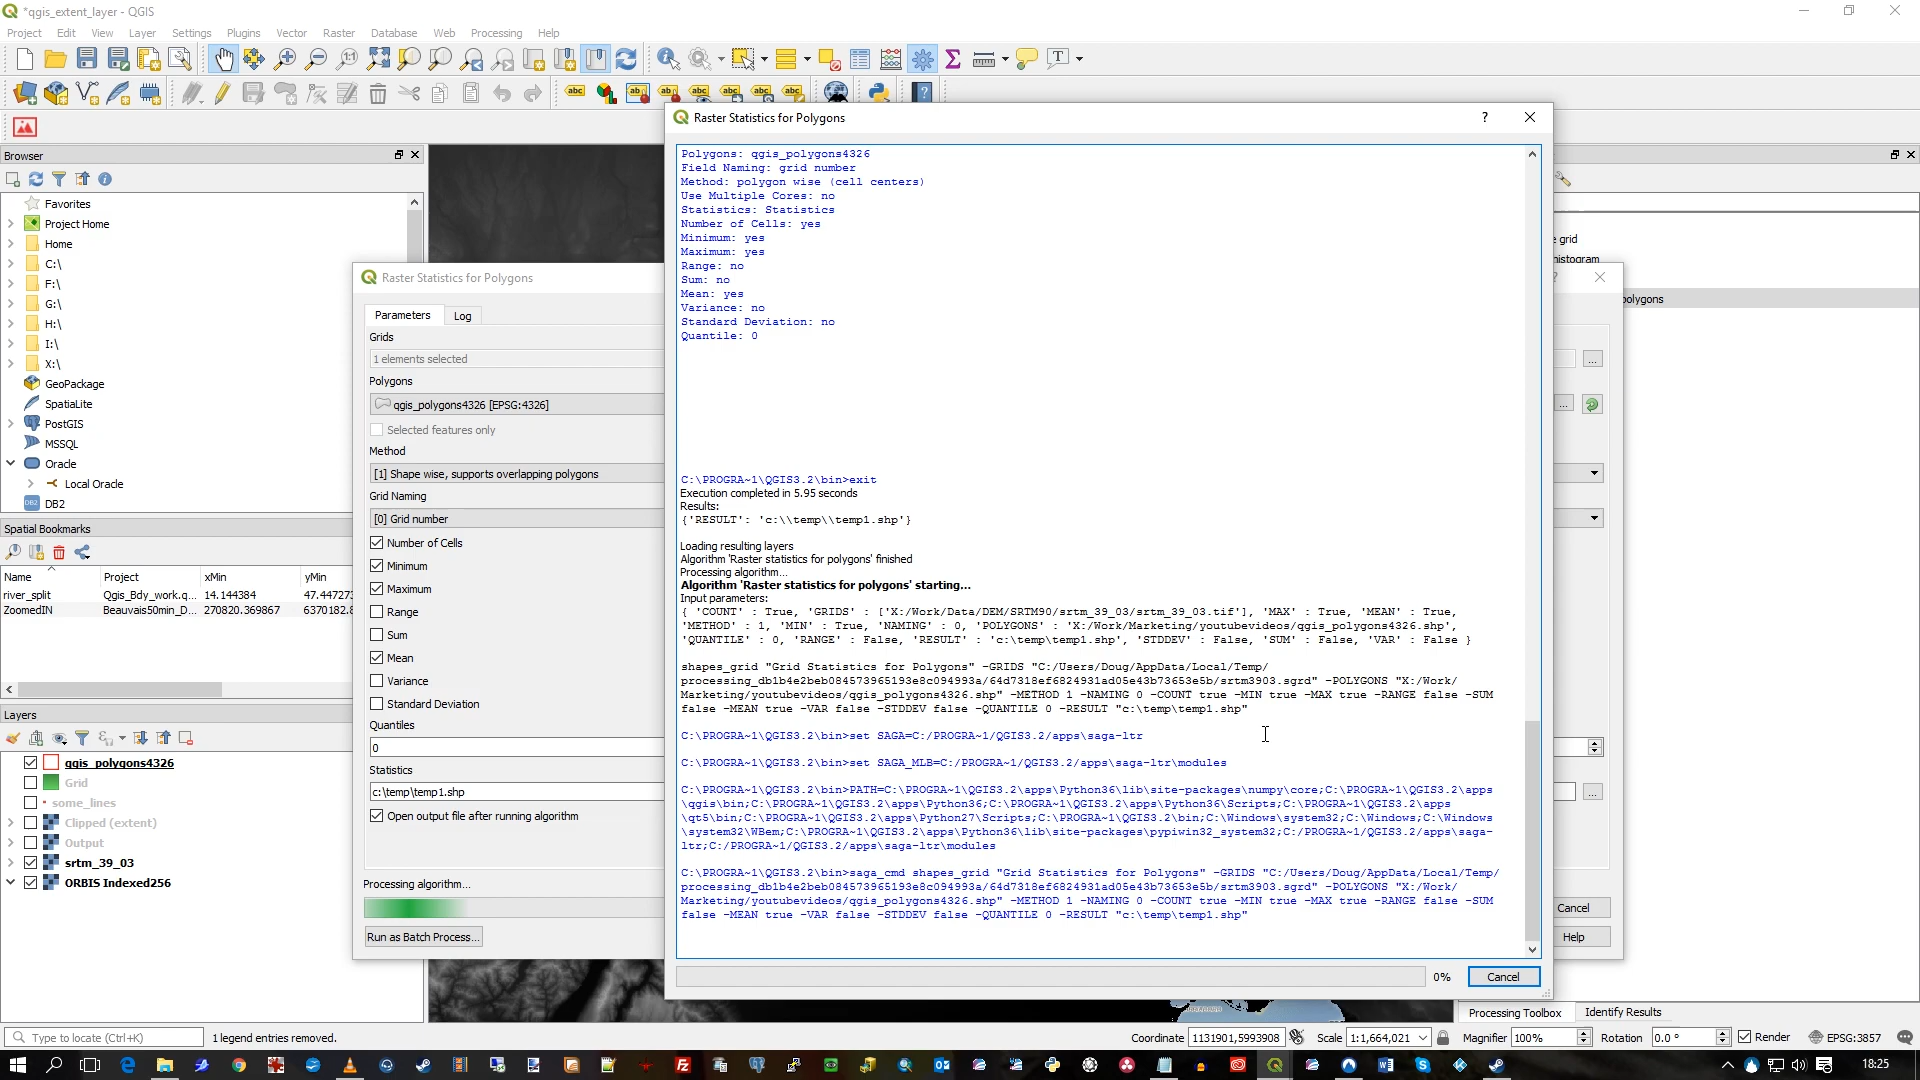 *qgis_extent_layer - QGIS
Project Edit View Layer Settings Plugins Vector Raster Database Web Processing Help
Browser
Favorites
Project Home
Home
C:\
F:\
G:\
H:\
I:\
X:\
GeoPackage
SpatiaLite
PostGIS
MSSQL
Oracle
Local Oracle
DB2
Spatial Bookmarks
Name Project xMin yMin
river_split Qgis_Bdy_work.q... 14.144384 47.447273
ZoomedIN Beauvais50min_D... 270820.369867 6370182.8
Layers
qgis_polygons4326
Grid
some_lines
Clipped (extent)
Output
srtm_39_03
ORBIS Indexed256
Raster Statistics for Polygons
Parameters Log
Grids
1 elements selected
Polygons
qgis_polygons4326 [EPSG:4326]
Selected features only
Method
[1] Shape wise, supports overlapping polygons
Grid Naming
[0] Grid number
Number of Cells
Minimum
Maximum
Range
Sum
Mean
Variance
Standard Deviation
Quantiles
0
Statistics
c:\temp\temp1.shp
Open output file after running algorithm
Processing algorithm...
Run as Batch Process...
Raster Statistics for Polygons
Polygons: qgis_polygons4326
Field Naming: grid number
Method: polygon wise (cell centers)
Use Multiple Cores: no
Statistics: Statistics
Number of Cells: yes
Minimum: yes
Maximum: yes
Range: no
Sum: no
Mean: yes
Variance: no
Standard Deviation: no
Quantile: 0
C:\PROGRA~1\QGIS3.2\bin>exit
Execution completed in 5.95 seconds
Results:
{'RESULT': 'c:\\temp\\temp1.shp'}
Loading resulting layers
Algorithm 'Raster statistics for polygons' finished
Processing algorithm...
Algorithm 'Raster statistics for polygons' starting...
Input parameters:
{ 'COUNT' : True, 'GRIDS' : ['X:/Work/Data/DEM/SRTM90/srtm_39_03/srtm_39_03.tif'], 'MAX' : True, 'MEAN' : True,
'METHOD' : 1, 'MIN' : True, 'NAMING' : 0, 'POLYGONS' : 'X:/Work/Marketing/youtubevideos/qgis_polygons4326.shp',
'QUANTILE' : 0, 'RANGE' : False, 'RESULT' : 'c:\temp\temp1.shp', 'STDDEV' : False, 'SUM' : False, 'VAR' : False }
shapes_grid "Grid Statistics for Polygons" -GRIDS "C:/Users/Doug/AppData/Local/Temp/
processing_db1b4e2beb084573965193e8c094993a/64d7318ef6824931ad05e43b73653e5b/srtm3903.sgrd" -POLYGONS "X:/Work/
Marketing/youtubevideos/qgis_polygons4326.shp" -METHOD 1 -NAMING 0 -COUNT true -MIN true -MAX true -RANGE false -SUM
false -MEAN true -VAR false -STDDEV false -QUANTILE 0 -RESULT "c:\temp\temp1.shp"
C:\PROGRA~1\QGIS3.2\bin>set SAGA=C:/PROGRA~1/QGIS3.2/apps\saga-ltr
C:\PROGRA~1\QGIS3.2\bin>set SAGA_MLB=C:/PROGRA~1/QGIS3.2/apps\saga-ltr\modules
C:\PROGRA~1\QGIS3.2\bin>PATH=C:\PROGRA~1\QGIS3.2\apps\Python36\lib\site-packages\numpy\core;C:\PROGRA~1\QGIS3.2\apps
\qgis\bin;C:\PROGRA~1\QGIS3.2\apps\Python36;C:\PROGRA~1\QGIS3.2\apps\Python36\Scripts;C:\PROGRA~1\QGIS3.2\apps
\qt5\bin;C:\PROGRA~1\QGIS3.2\apps\Python27\Scripts;C:\PROGRA~1\QGIS3.2\bin;C:\Windows\system32;C:\Windows;C:\Windows
\system32\WBem;C:\PROGRA~1\QGIS3.2\apps\Python36\lib\site-packages\pypiwin32_system32;C:/PROGRA~1/QGIS3.2/apps\saga-
ltr;C:/PROGRA~1/QGIS3.2/apps\saga-ltr\modules
C:\PROGRA~1\QGIS3.2\bin>saga_cmd shapes_grid "Grid Statistics for Polygons" -GRIDS "C:/Users/Doug/AppData/Local/Temp/
processing_db1b4e2beb084573965193e8c094993a/64d7318ef6824931ad05e43b73653e5b/srtm3903.sgrd" -POLYGONS "X:/Work/
Marketing/youtubevideos/qgis_polygons4326.shp" -METHOD 1 -NAMING 0 -COUNT true -MIN true -MAX true -RANGE false -SUM
false -MEAN true -VAR false -STDDEV false -QUANTILE 0 -RESULT "c:\temp\temp1.shp"
0% Cancel
grid
histogram
polygons
Cancel
Help
Processing Toolbox Identify Results
Type to locate (Ctrl+K) 1 legend entries removed. Coordinate 1131901,5993908 Scale 1:1,664,021 Magnifier 100% Rotation 0.0 ° Render EPSG:3857
18:25